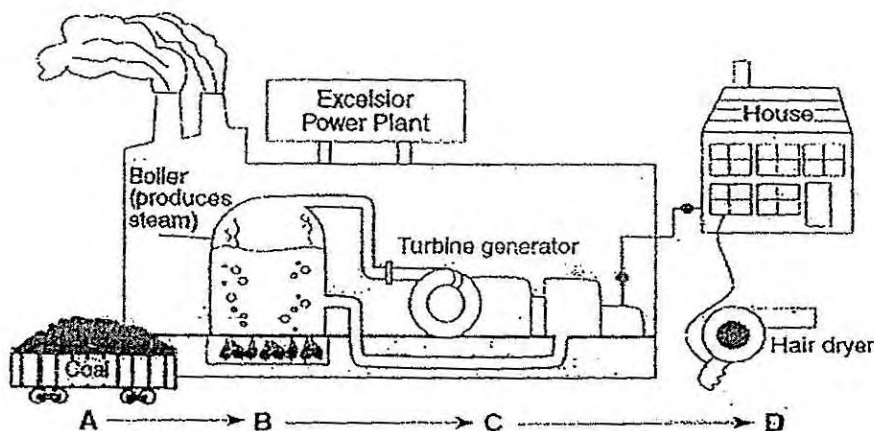 Excelsior
Power Plant
House
Boiler
(produces
steam)
Turbine generator
Coal
Hair dryer
A
B
C
D